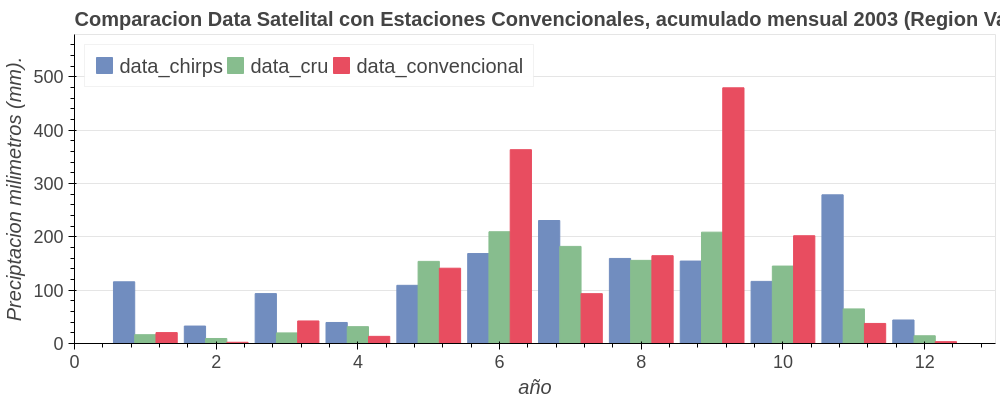 Comparacion Data Satelital con Estaciones Convencionales, acumulado mensual 2003 (Region Va
data_chirps data_cru data_convencional
Preciptacion milimetros (mm).
500
400
300
200
100
0
0 2 4 6 8 10 12
año